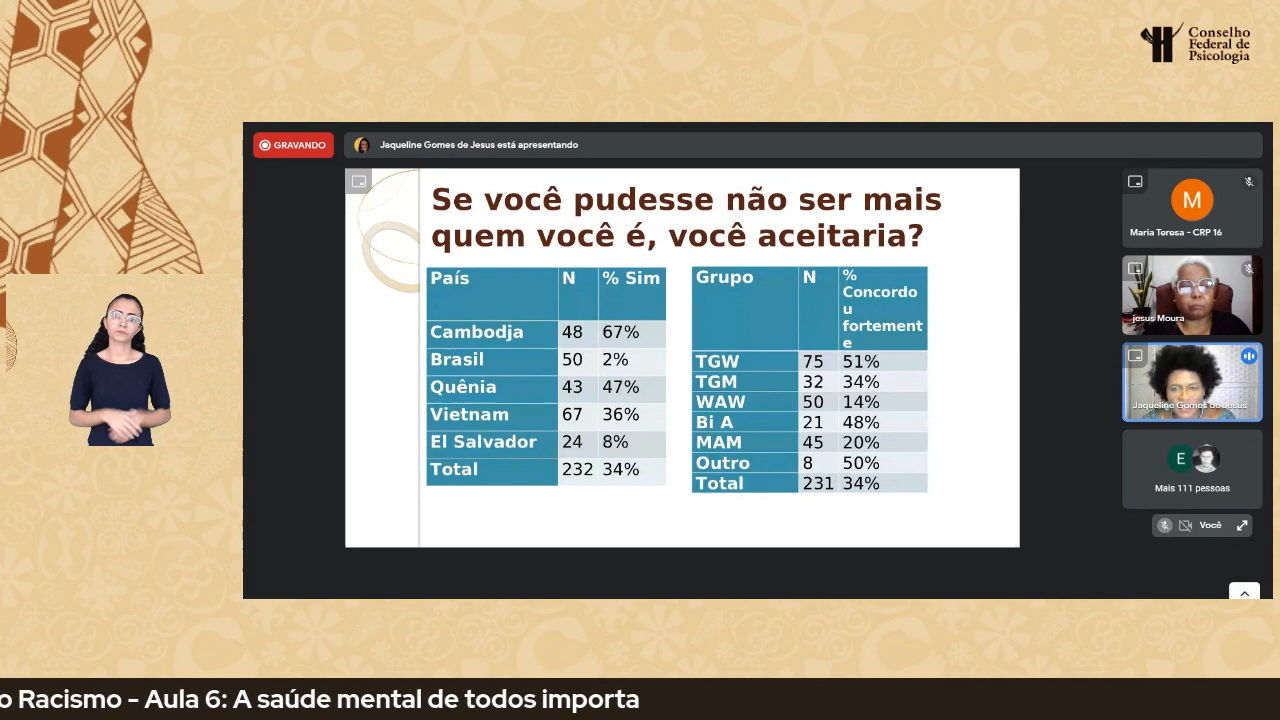 Conselho
Federal de
Psicologia
GRAVANDO
Jaqueline Gomes de Jesus está apresentando
Se você pudesse não ser mais
quem você é, você aceitaria?
País N % Sim
Cambodja 48 67%
Brasil 50 2%
Quênia 43 47%
Vietnam 67 36%
El Salvador 24 8%
Total 232 34%
Grupo N %
Concordo
u
fortement
e
TGW 75 51%
TGM 32 34%
WAW 50 14%
Bi A 21 48%
MAM 45 20%
Outro 8 50%
Total 231 34%
M
Maria Teresa - CRP 16
jesus Moura
Jaqueline Gomes de Jesus
E
Mais 111 pessoas
Você
o Racismo - Aula 6: A saúde mental de todos importa